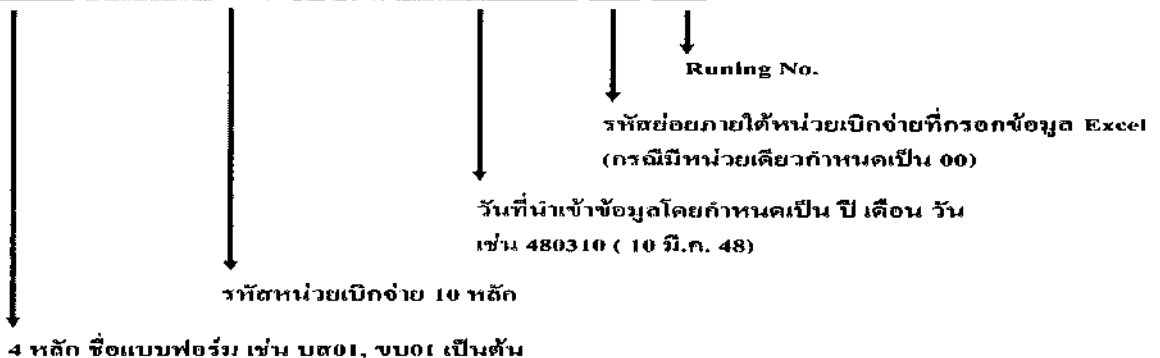 Runing No.
รหัสย่อยภายใต้หน่วยเบิกจ่ายที่กรอกข้อมูล Excel
(กรณีมีหน่วยเดียวกำหนดเป็น 00)
วันที่นำเข้าข้อมูลโดยกำหนดเป็น ปี เดือน วัน
เช่น 480310 ( 10 มี.ค. 48)
รหัสหน่วยเบิกจ่าย 10 หลัก
4 หลัก ชื่อแบบฟอร์ม เช่น บส01, ขบ01 เป็นต้น